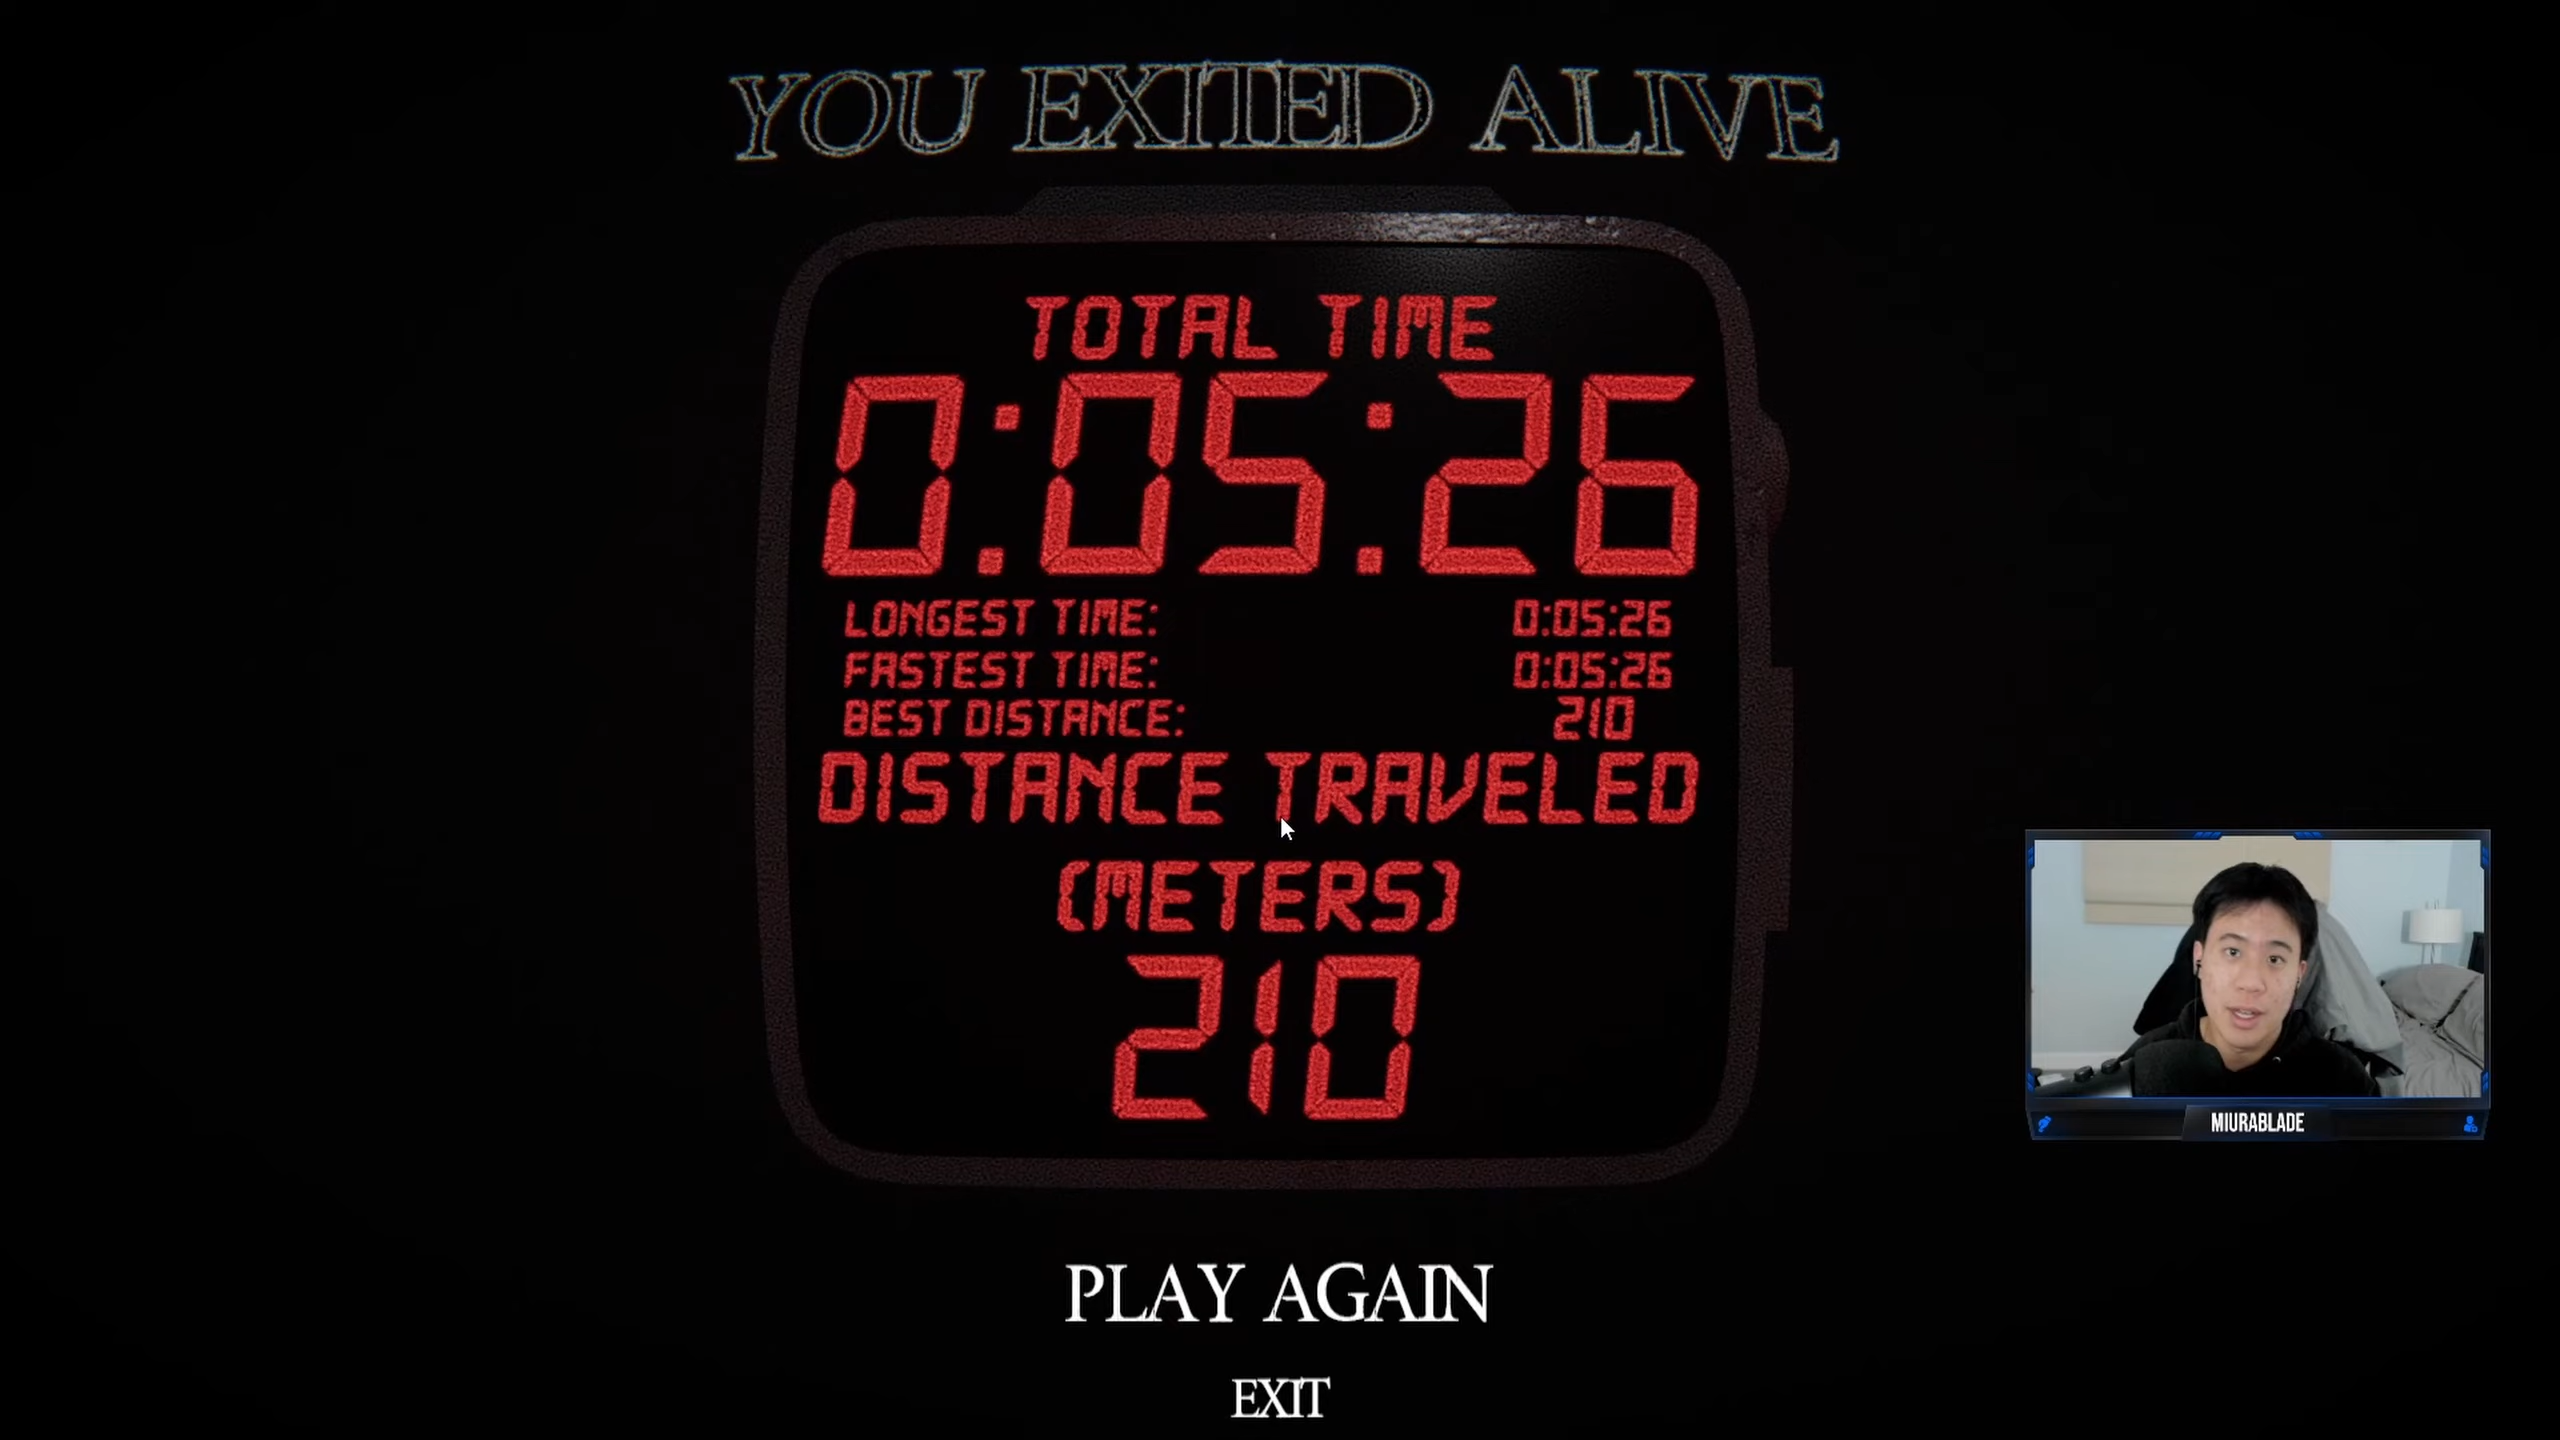 YOU EXITED ALIVE
TOTAL TIME
0:05:26
LONGEST TIME: 0:05:26
FASTEST TIME: 0:05:26
BEST DISTANCE: 210
DISTANCE TRAVELED
(METERS)
210
MIURABLADE
PLAY AGAIN
EXIT